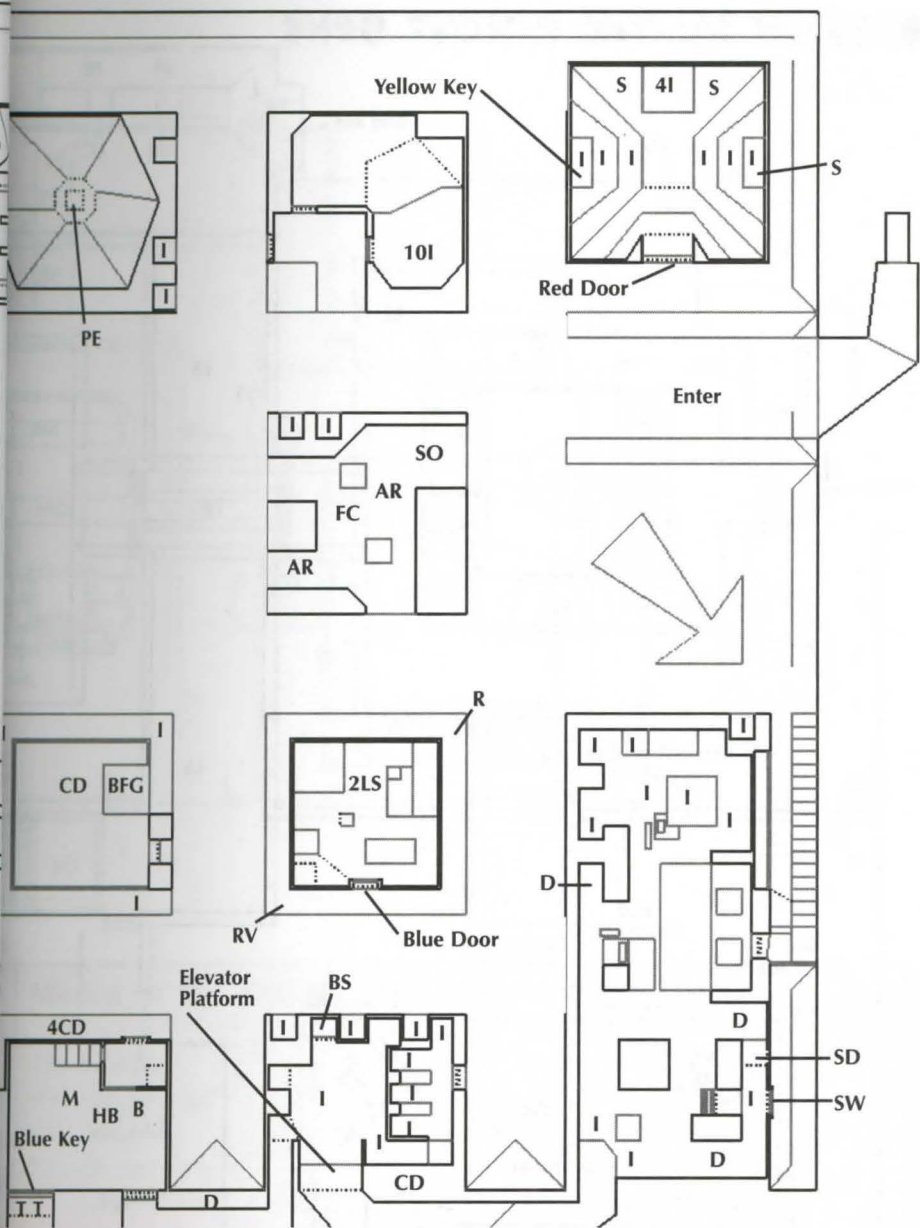 Yellow Key
S 4I S
I I I I I I
S
I
10I
I
Red Door
PE
Enter
I I
SO
AR
FC
AR
R
I
I
I I
CD BFG
2LS
I I
I I
D
I
RV
Blue Door
Elevator
Platform
BS
4CD
I I I I
D
I
SD
M
I
I
I
SW
HB B
I
I
Blue Key
I
I
D
CD
I I
D